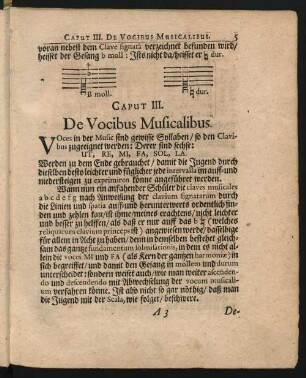 CAPUT III. DE VOCIBUS MUSICALIBUS. 5
voran nebest dem Clave signata verzeichnet befunden wird/
heisset der Gesang b moll: Ists nicht da/ heisset er ♮ dur.
B moll. ♮ dur.
CAPUT III.
De Vocibus Musicalibus.
VOces in der Music sind gewisse Syllaben/ so den Clavi-
bus zugeeignet werden: Derer sind sechse:
UT, RE, MI, FA, SOL, LA.
Werden zu dem Ende gebrauchet/ damit die Jugend durch
dieselben desto leichter und füglicher jede intervalla im auff- und
niedersteigen zu exprimiren könne angeführet werden.
Wann nun ein anfahender Schüler die claves musicales
a b c d e f g nach Anweisung der clavium signatarum durch
die Linien und spatia auff und herunterwerts ordentlich fin-
den und zehlen kan/ ist ihme/ meines erachtens/ nicht leichter
und besser zu helffen/ als daß er nur auff das b ♮ (welches
reliquorum clavium princeps ist) angewiesen werde/ dasselbige
für allem in Acht zu haben/ denn in demselben bestehet gleich-
sam das gantze fundamentum solmisationis, in dem es nicht al-
lein die voces MI und FA (als Kern der gantzen harmonie) in
sich begreiffet/ und damit den Gesang in mollem und durum
unterscheidet: sondern weiset auch/ wie man weiter ascenden-
do und descendendo mit Abwechselung der vocum musicali-
um verfahren könne. Ist also nicht so gar nöthig/ daß man
die Jugend mit der Scala, wie folget/ beschwere.
A 3 De-